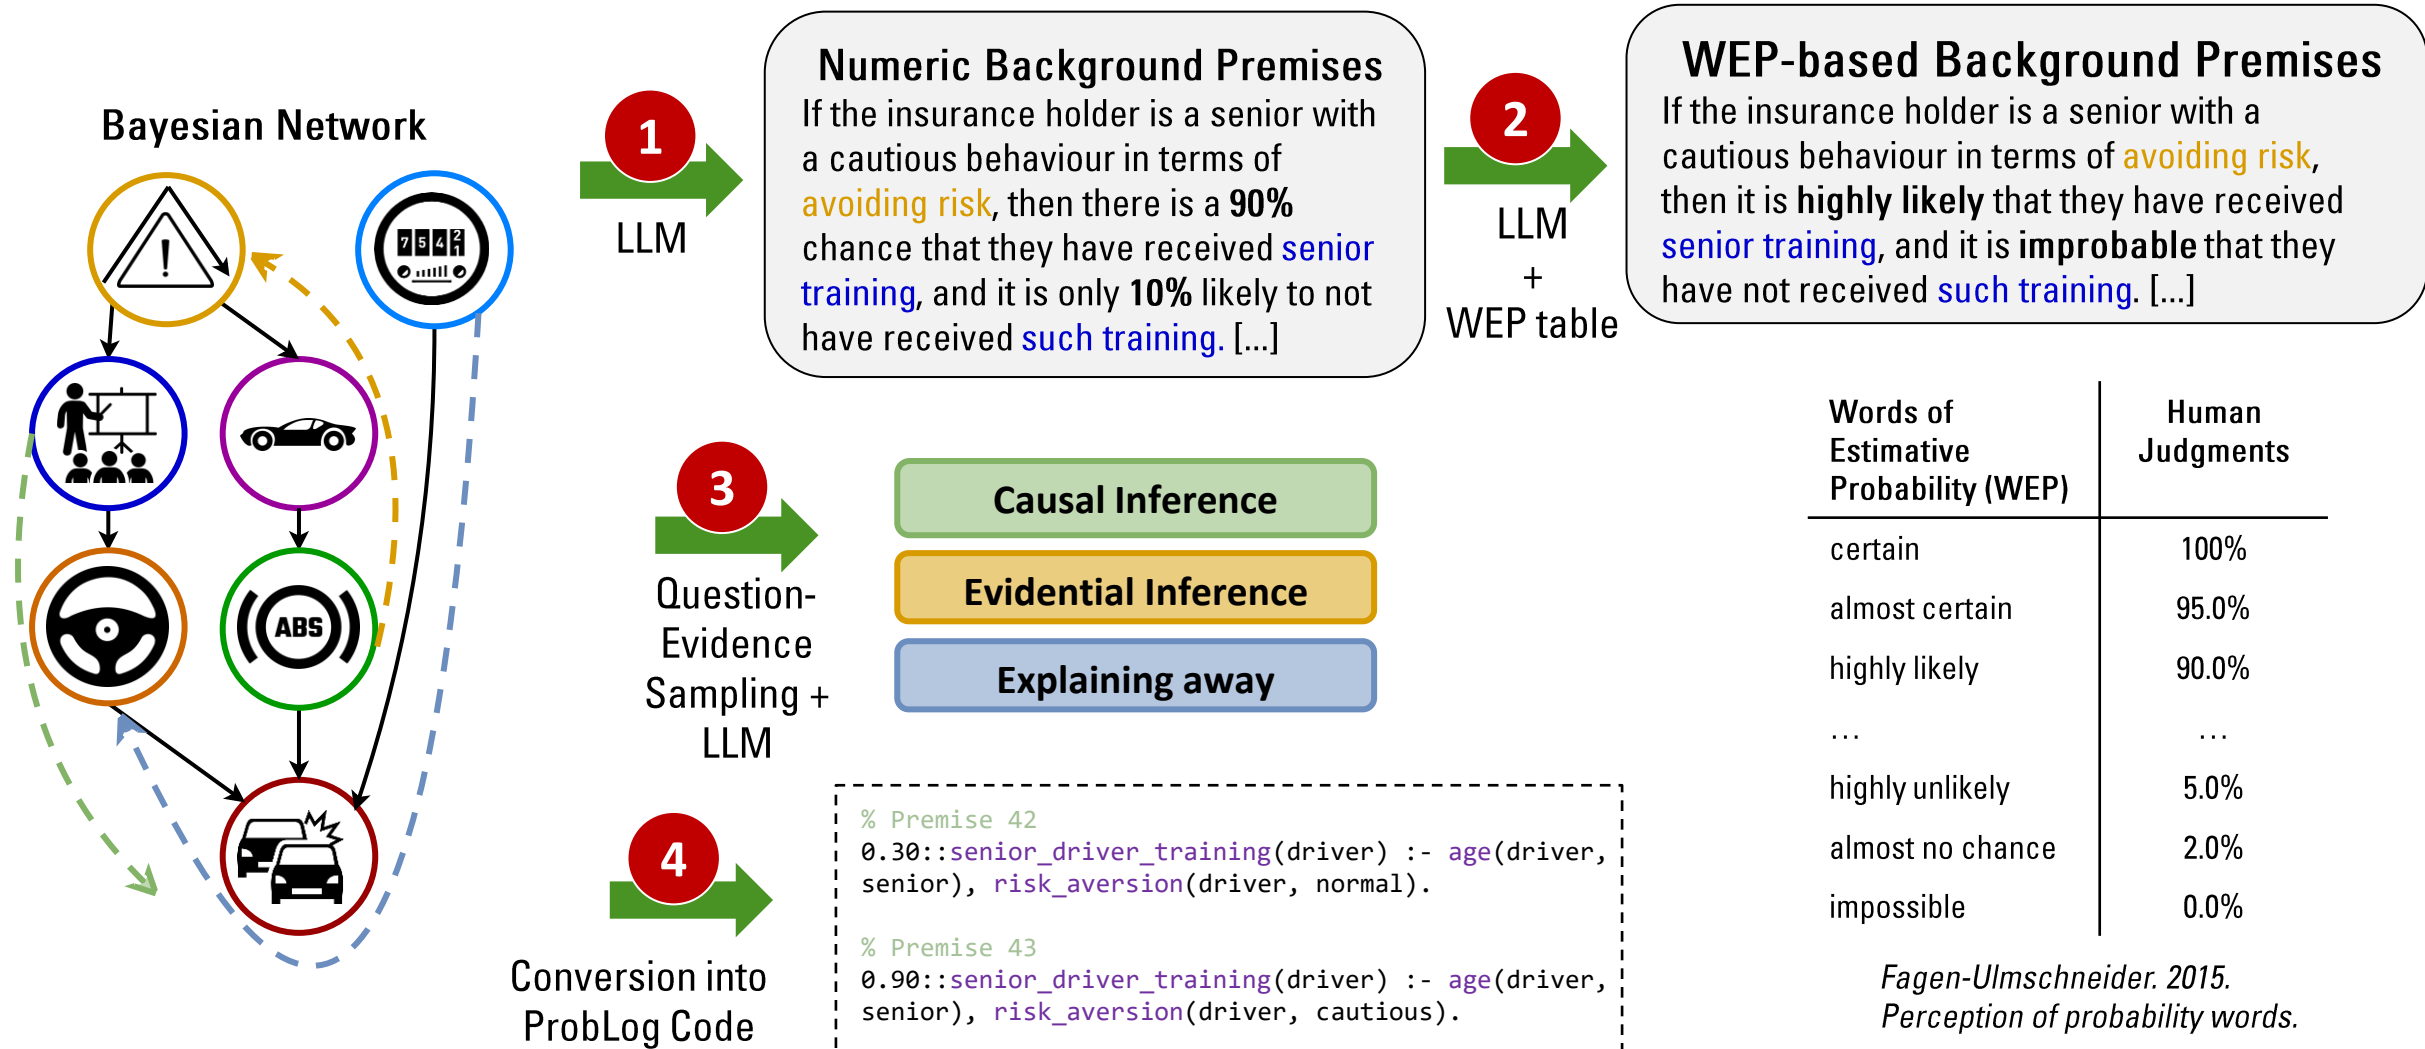 Bayesian Network
7 5 4 2 1
ABS
1
LLM
Numeric Background Premises
If the insurance holder is a senior with
a cautious behaviour in terms of
avoiding risk, then there is a 90%
chance that they have received senior
training, and it is only 10% likely to not
have received such training. [...]
2
LLM
+
WEP table
WEP-based Background Premises
If the insurance holder is a senior with a
cautious behaviour in terms of avoiding risk,
then it is highly likely that they have received
senior training, and it is improbable that they
have not received such training. [...]
3
Question-
Evidence
Sampling +
LLM
Causal Inference
Evidential Inference
Explaining away
4
Conversion into
ProbLog Code
% Premise 42
0.30::senior_driver_training(driver) :- age(driver,
senior), risk_aversion(driver, normal).
% Premise 43
0.90::senior_driver_training(driver) :- age(driver,
senior), risk_aversion(driver, cautious).
Words of
Estimative
Probability (WEP)
Human
Judgments
certain 100%
almost certain 95.0%
highly likely 90.0%
... ...
highly unlikely 5.0%
almost no chance 2.0%
impossible 0.0%
Fagen-Ulmschneider. 2015.
Perception of probability words.